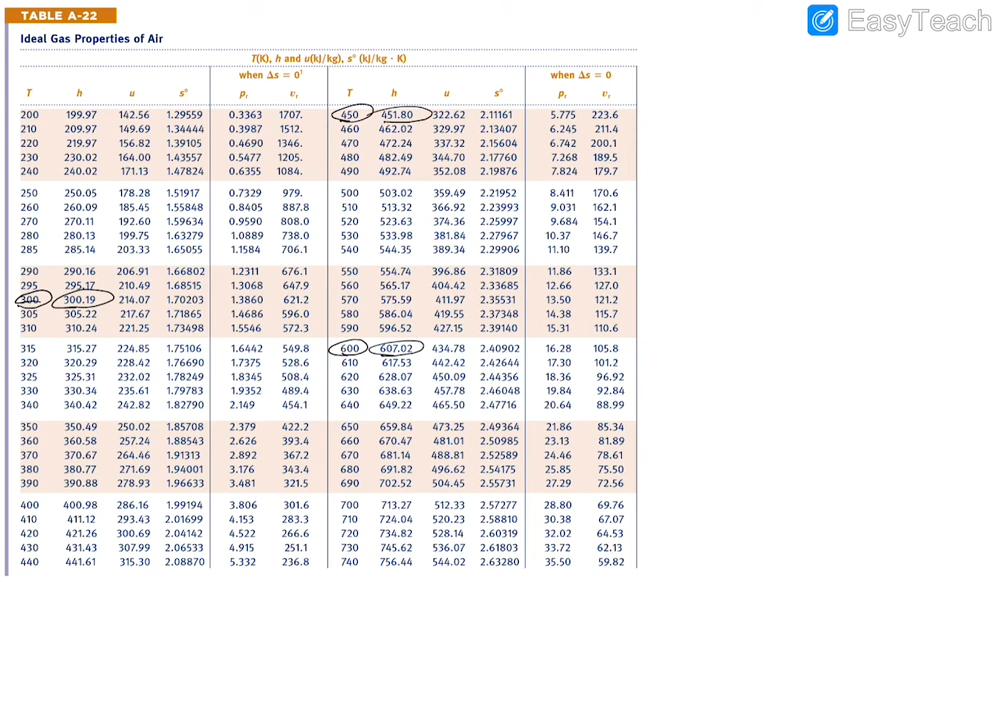 TABLE A-22
EasyTeach
Ideal Gas Properties of Air
T(K), h and u(kJ/kg), s° (kJ/kg · K)
when Δs = 0¹ when Δs = 0
T h u s° pᵣ vᵣ T h u s° pᵣ vᵣ
200 199.97 142.56 1.29559 0.3363 1707. 450 451.80 322.62 2.11161 5.775 223.6
210 209.97 149.69 1.34444 0.3987 1512. 460 462.02 329.97 2.13407 6.245 211.4
220 219.97 156.82 1.39105 0.4690 1346. 470 472.24 337.32 2.15604 6.742 200.1
230 230.02 164.00 1.43557 0.5477 1205. 480 482.49 344.70 2.17760 7.268 189.5
240 240.02 171.13 1.47824 0.6355 1084. 490 492.74 352.08 2.19876 7.824 179.7
250 250.05 178.28 1.51917 0.7329 979. 500 503.02 359.49 2.21952 8.411 170.6
260 260.09 185.45 1.55848 0.8405 887.8 510 513.32 366.92 2.23993 9.031 162.1
270 270.11 192.60 1.59634 0.9590 808.0 520 523.63 374.36 2.25997 9.684 154.1
280 280.13 199.75 1.63279 1.0889 738.0 530 533.98 381.84 2.27967 10.37 146.7
285 285.14 203.33 1.65055 1.1584 706.1 540 544.35 389.34 2.29906 11.10 139.7
290 290.16 206.91 1.66802 1.2311 676.1 550 554.74 396.86 2.31809 11.86 133.1
295 295.17 210.49 1.68515 1.3068 647.9 560 565.17 404.42 2.33685 12.66 127.0
300 300.19 214.07 1.70203 1.3860 621.2 570 575.59 411.97 2.35531 13.50 121.2
305 305.22 217.67 1.71865 1.4686 596.0 580 586.04 419.55 2.37348 14.38 115.7
310 310.24 221.25 1.73498 1.5546 572.3 590 596.52 427.15 2.39140 15.31 110.6
315 315.27 224.85 1.75106 1.6442 549.8 600 607.02 434.78 2.40902 16.28 105.8
320 320.29 228.42 1.76690 1.7375 528.6 610 617.53 442.42 2.42644 17.30 101.2
325 325.31 232.02 1.78249 1.8345 508.4 620 628.07 450.09 2.44356 18.36 96.92
330 330.34 235.61 1.79783 1.9352 489.4 630 638.63 457.78 2.46048 19.84 92.84
340 340.42 242.82 1.82790 2.149 454.1 640 649.22 465.50 2.47716 20.64 88.99
350 350.49 250.02 1.85708 2.379 422.2 650 659.84 473.25 2.49364 21.86 85.34
360 360.58 257.24 1.88543 2.626 393.4 660 670.47 481.01 2.50985 23.13 81.89
370 370.67 264.46 1.91313 2.892 367.2 670 681.14 488.81 2.52589 24.46 78.61
380 380.77 271.69 1.94001 3.176 343.4 680 691.82 496.62 2.54175 25.85 75.50
390 390.88 278.93 1.96633 3.481 321.5 690 702.52 504.45 2.55731 27.29 72.56
400 400.98 286.16 1.99194 3.806 301.6 700 713.27 512.33 2.57277 28.80 69.76
410 411.12 293.43 2.01699 4.153 283.3 710 724.04 520.23 2.58810 30.38 67.07
420 421.26 300.69 2.04142 4.522 266.6 720 734.82 528.14 2.60319 32.02 64.53
430 431.43 307.99 2.06533 4.915 251.1 730 745.62 536.07 2.61803 33.72 62.13
440 441.61 315.30 2.08870 5.332 236.8 740 756.44 544.02 2.63280 35.50 59.82